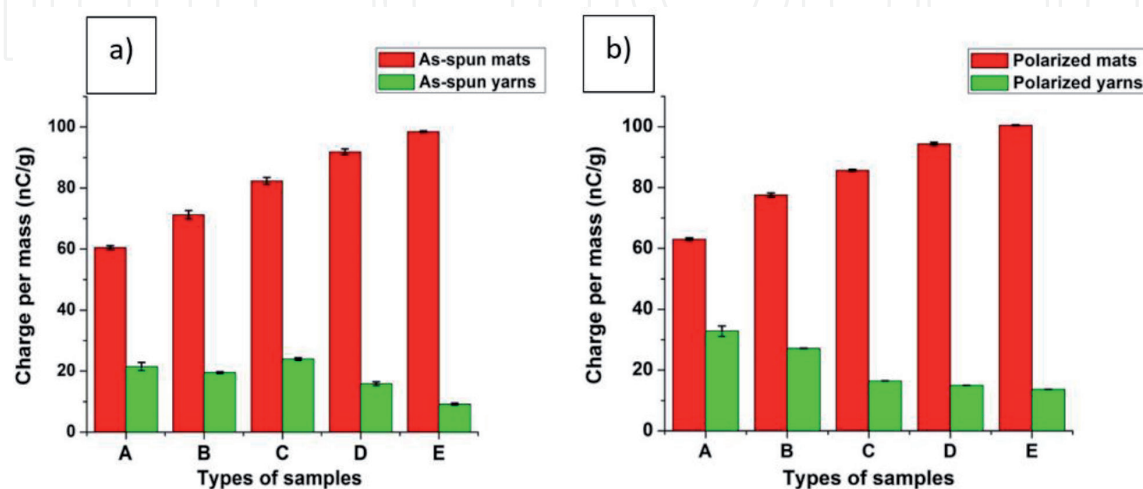 a)
As-spun mats
As-spun yarns
Charge per mass (nC/g)
100
80
60
40
20
0
A B C D E
Types of samples
b)
Polarized mats
Polarized yarns
Charge per mass (nC/g)
100
80
60
40
20
0
A B C D E
Types of samples